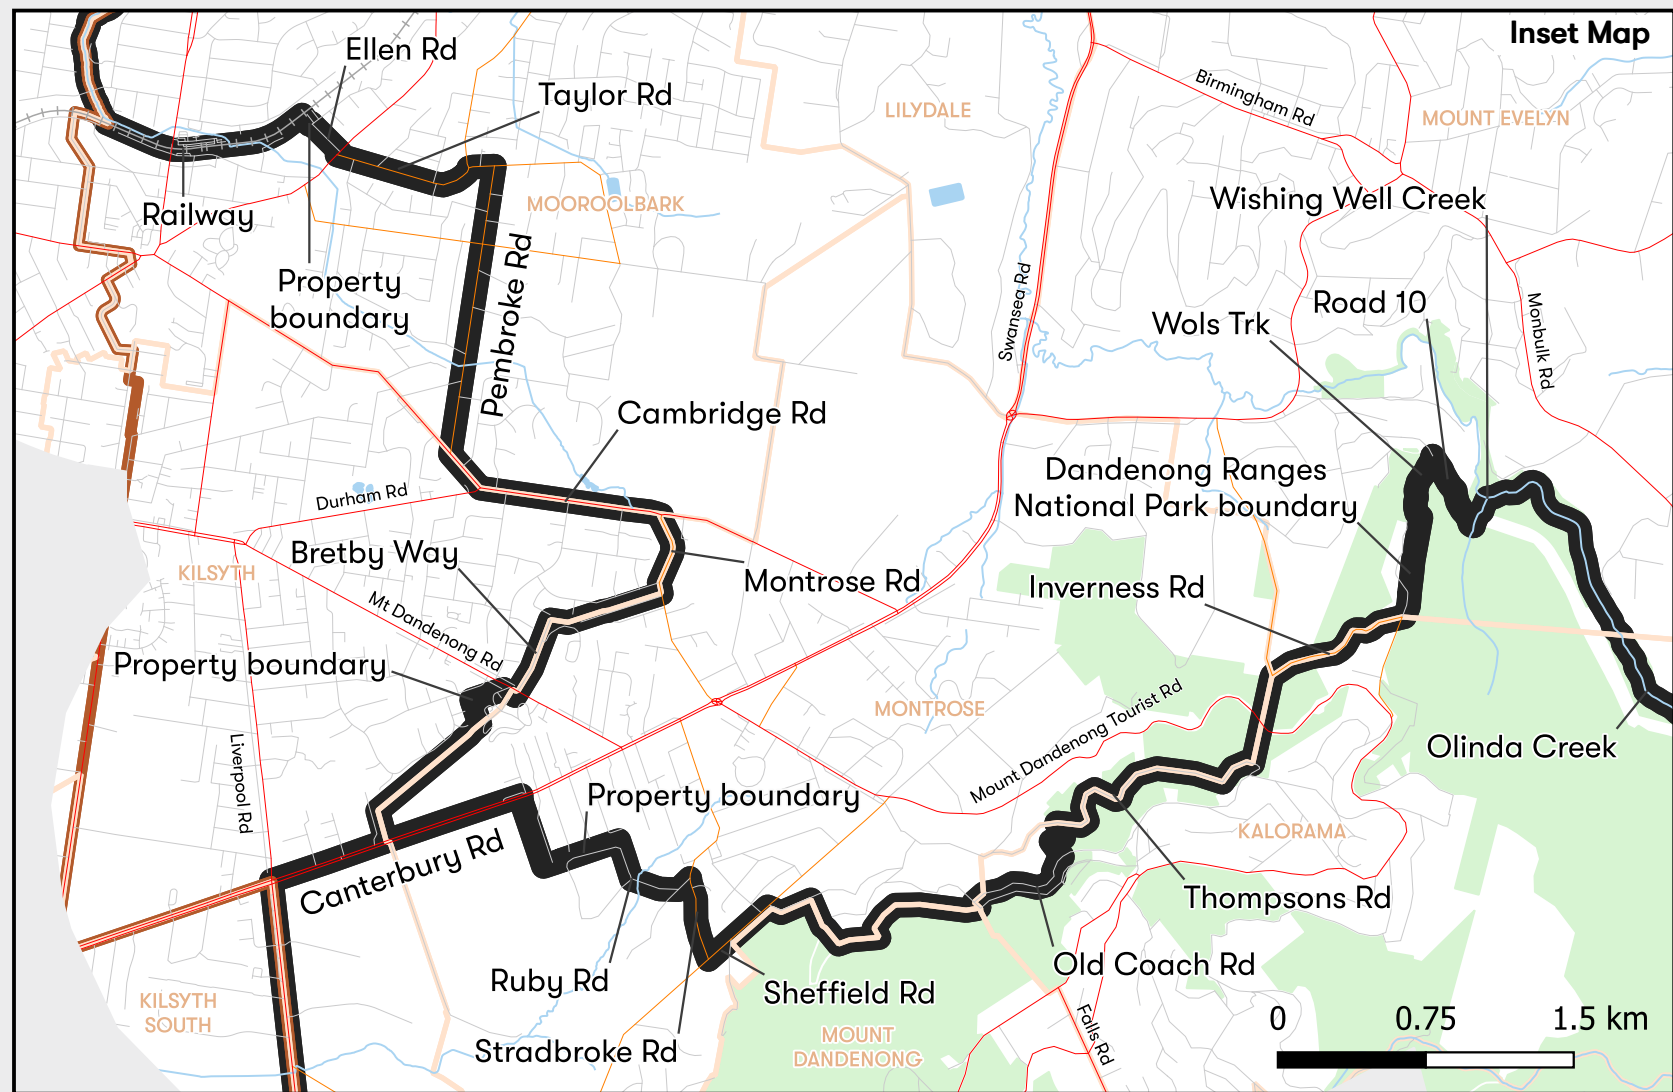 Inset Map
Ellen Rd
Taylor Rd
Birmingham Rd
LILYDALE
MOUNT EVELYN
Wishing Well Creek
MOOROOLBARK
Railway
Pembroke Rd
Property
boundary
Swansea Rd
Road 10
Wols Trk
Monbulk Rd
Cambridge Rd
Dandenong Ranges
National Park boundary
Durham Rd
Bretby Way
KILSYTH
Montrose Rd
Inverness Rd
Mt Dandenong Rd
Property boundary
MONTROSE
Mount Dandenong Tourist Rd
Olinda Creek
Liverpool Rd
Property boundary
KALORAMA
Canterbury Rd
Thompsons Rd
Old Coach Rd
Ruby Rd
Sheffield Rd
KILSYTH
SOUTH
Stradbroke Rd
MOUNT
DANDENONG
Falls Rd
0 0.75 1.5 km